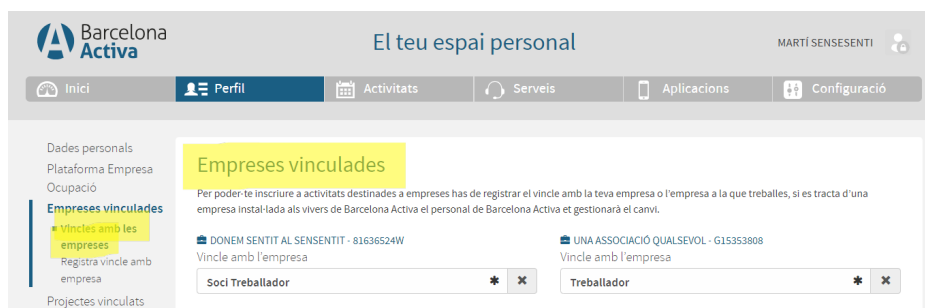 Barcelona
Activa
El teu espai personal
MARTÍ SENSESENTI
Inici
Perfil
Activitats
Serveis
Aplicacions
Configuració
Dades personals
Plataforma Empresa
Ocupació
Empreses vinculades
Vincles amb les
empreses
Registra vincle amb
empresa
Projectes vinculats
Empreses vinculades
Per poder-te inscriure a activitats destinades a empreses has de registrar el vincle amb la teva empresa o l'empresa a la que treballes, si es tracta d'una
empresa instal·lada als vivers de Barcelona Activa el personal de Barcelona Activa et gestionarà el canvi.
DONEM SENTIT AL SENSENTIT - 81636524W
Vincle amb l'empresa
Soci Treballador
UNA ASSOCIACIÓ QUALSEVOL - G15353808
Vincle amb l'empresa
Treballador